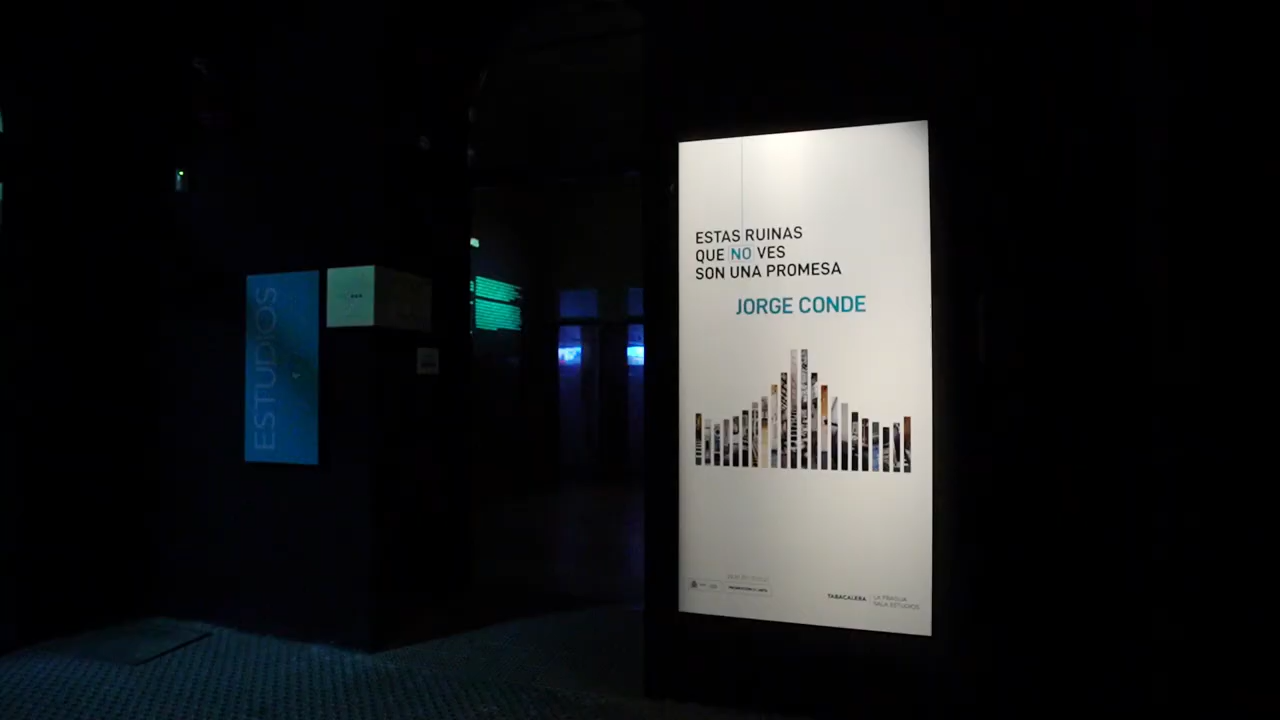 ESTUDIOS
ESTAS RUINAS
QUE NO VES
SON UNA PROMESA
JORGE CONDE
TABACALERA
LA FRAGUA
SALA ESTUDIOS